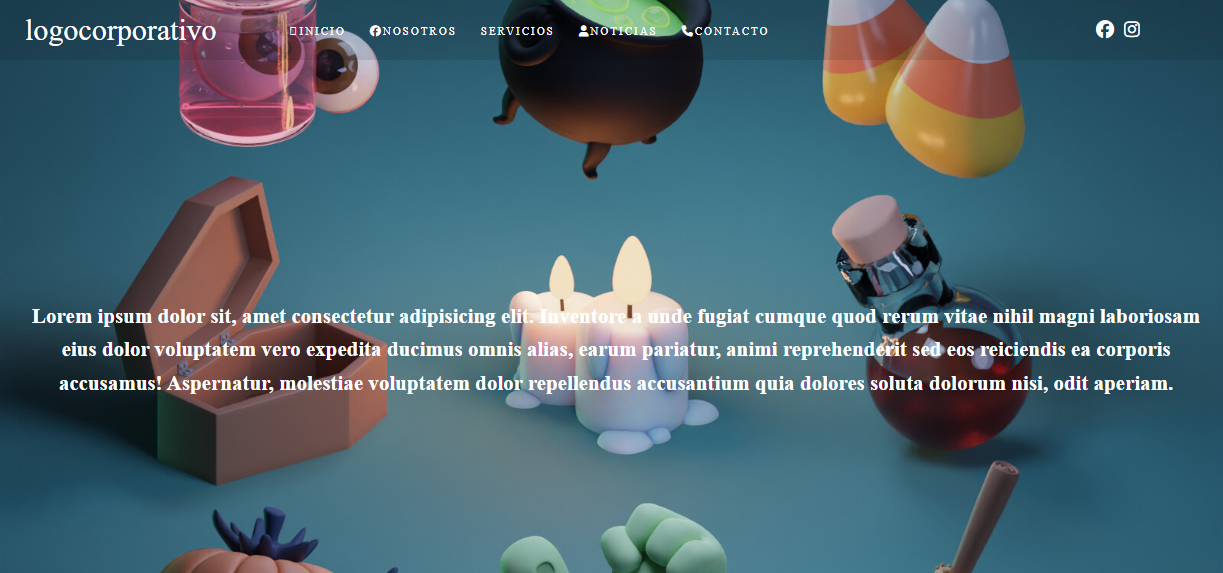 logocorporativo
INICIO NOSOTROS SERVICIOS NOTICIAS CONTACTO
Lorem ipsum dolor sit, amet consectetur adipisicing elit. Inventore a unde fugiat cumque quod rerum vitae nihil magni laboriosam
eius dolor voluptatem vero expedita ducimus omnis alias, earum pariatur, animi reprehenderit sed eos reiciendis ea corporis
accusamus! Aspernatur, molestiae voluptatem dolor repellendus accusantium quia dolores soluta dolorum nisi, odit aperiam.